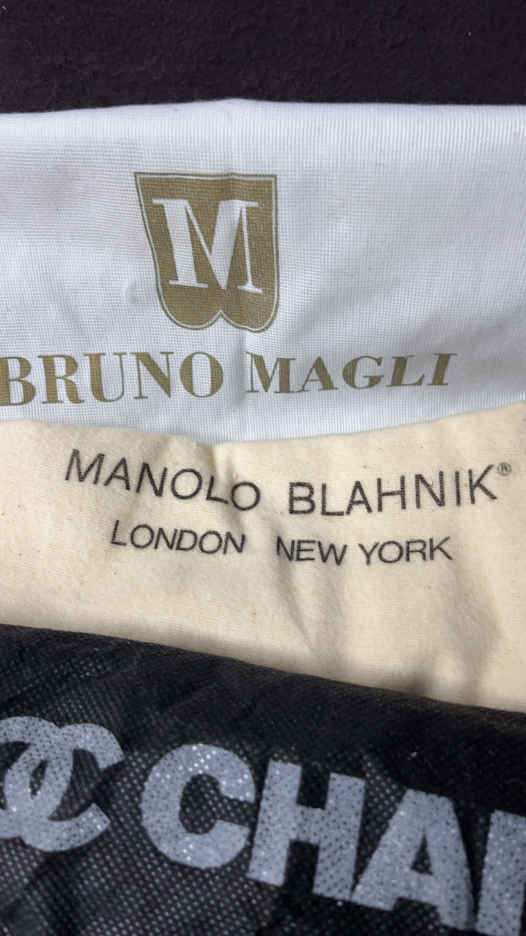 M
BRUNO MAGLI
MANOLO BLAHNIK®
LONDON NEW YORK
CHA